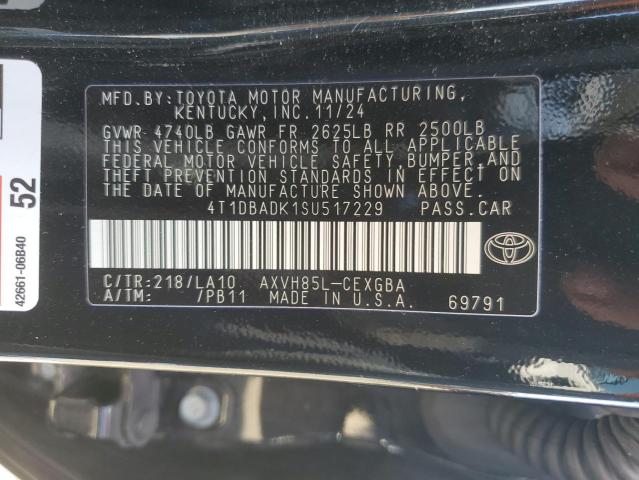 MFD.BY:TOYOTA MOTOR MANUFACTURING,
KENTUCKY, INC. 11/24
GVWR 4740LB GAWR FR 2625LB RR 2500LB
THIS VEHICLE CONFORMS TO ALL APPLICABLE
FEDERAL MOTOR VEHICLE SAFETY, BUMPER, AND
THEFT PREVENTION STANDARDS IN EFFECT ON
THE DATE OF MANUFACTURE SHOWN ABOVE.
4T1DBADK1SU517229 PASS.CAR
C/TR: 218/LA10 AXVH85L-CEXGBA
A/TM: /PB11 MADE IN U.S.A. 69791
52
42661-06B40